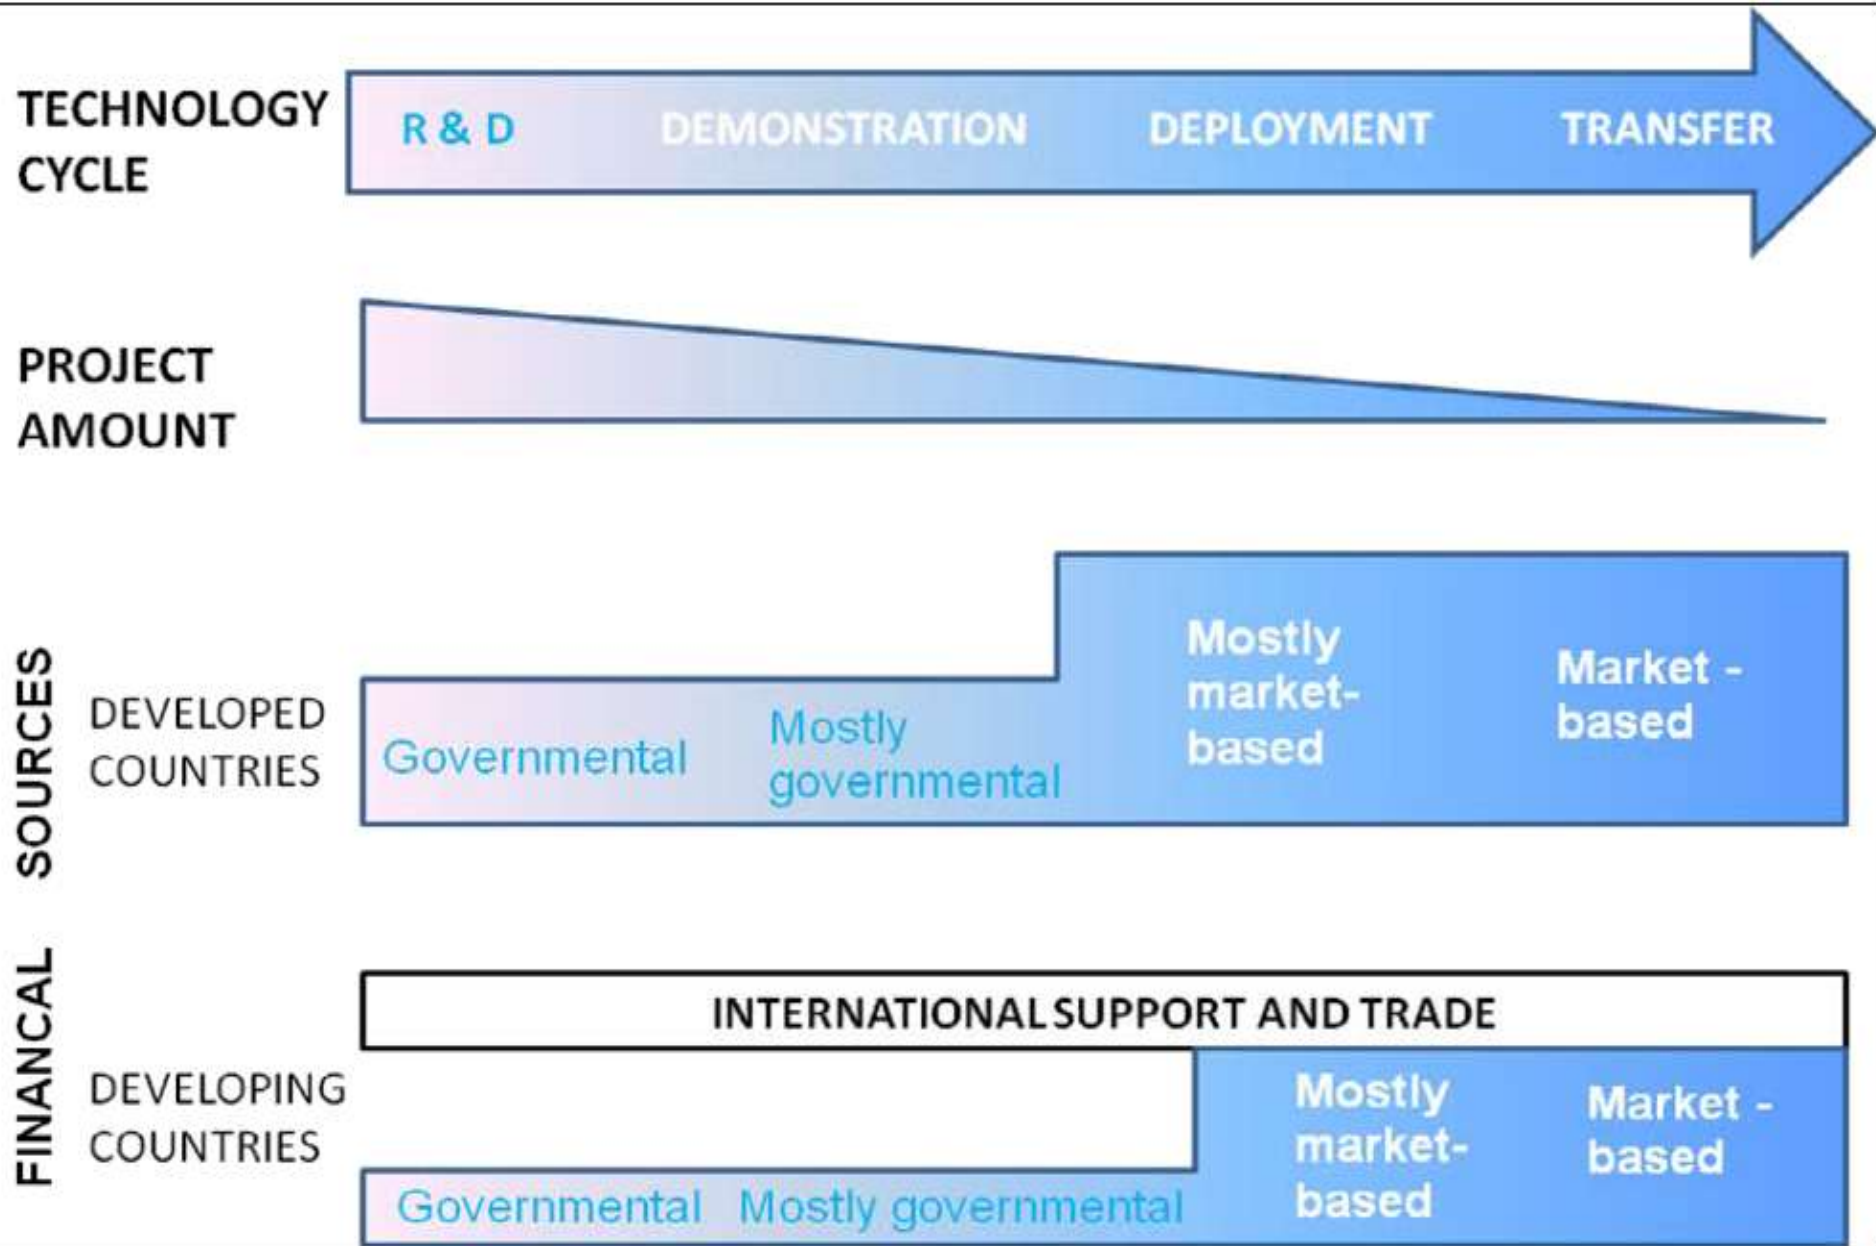 TECHNOLOGY
CYCLE
R & D
DEMONSTRATION
DEPLOYMENT
TRANSFER
PROJECT
AMOUNT
FINANCAL SOURCES
DEVELOPED
COUNTRIES
Governmental
Mostly
governmental
Mostly
market-
based
Market -
based
INTERNATIONAL SUPPORT AND TRADE
DEVELOPING
COUNTRIES
Governmental
Mostly governmental
Mostly
market-
based
Market -
based